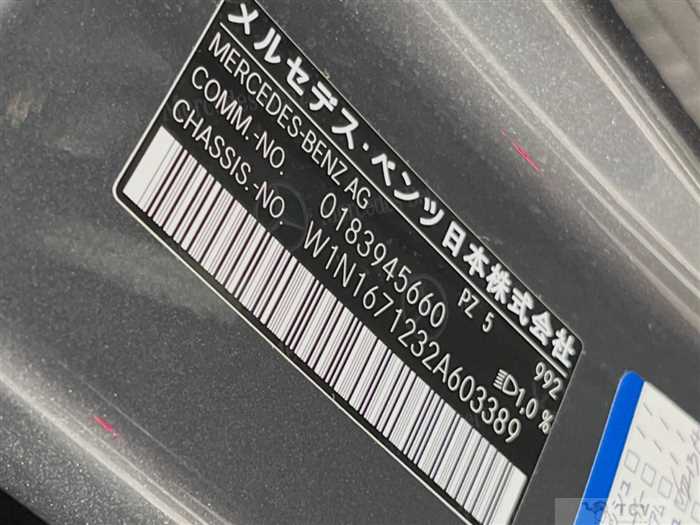 メルセデス・ベンツ日本株式会社
MERCEDES-BENZ AG PZ 5 992
COMM.-NO. 0183945660 1,0 %
CHASSIS.-NO. W1N1671232A603389
TCV